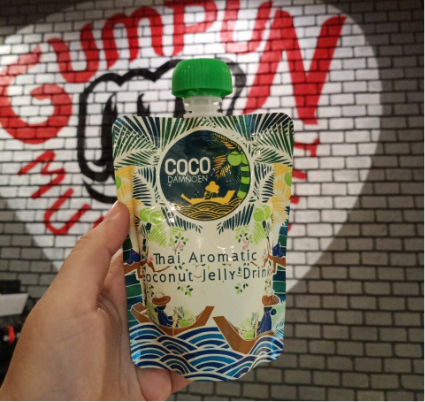 GUMPUN
COCO
DAMNOEN
Thai Aromatic
Coconut Jelly Drink